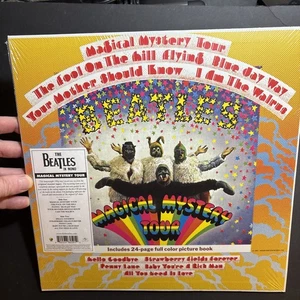 Magical Mystery Tour
The Fool On The Hill Flying Blue Jay Way
Your Mother Should Know I Am The Walrus
BEATLES
THE
BEATLES
IN MONO
MAGICAL MYSTERY TOUR
MAGICAL MYSTERY
TOUR
Includes 24-page full color picture book
Hello Goodbye Strawberry fields forever
Penny Lane Baby You're A Rich Man
All You Need Is Love